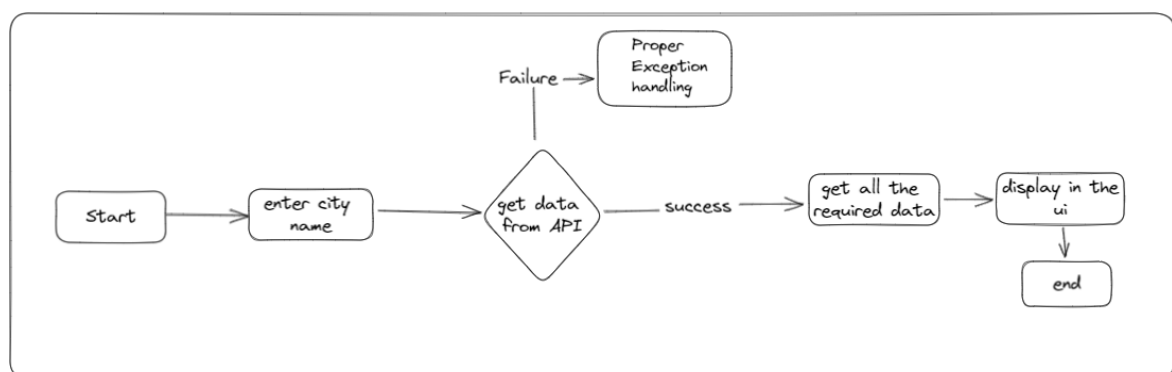 Proper
Exception
handling
Failure
Start
enter city
name
get data
from API
success
get all the
required data
display in the
ui
end